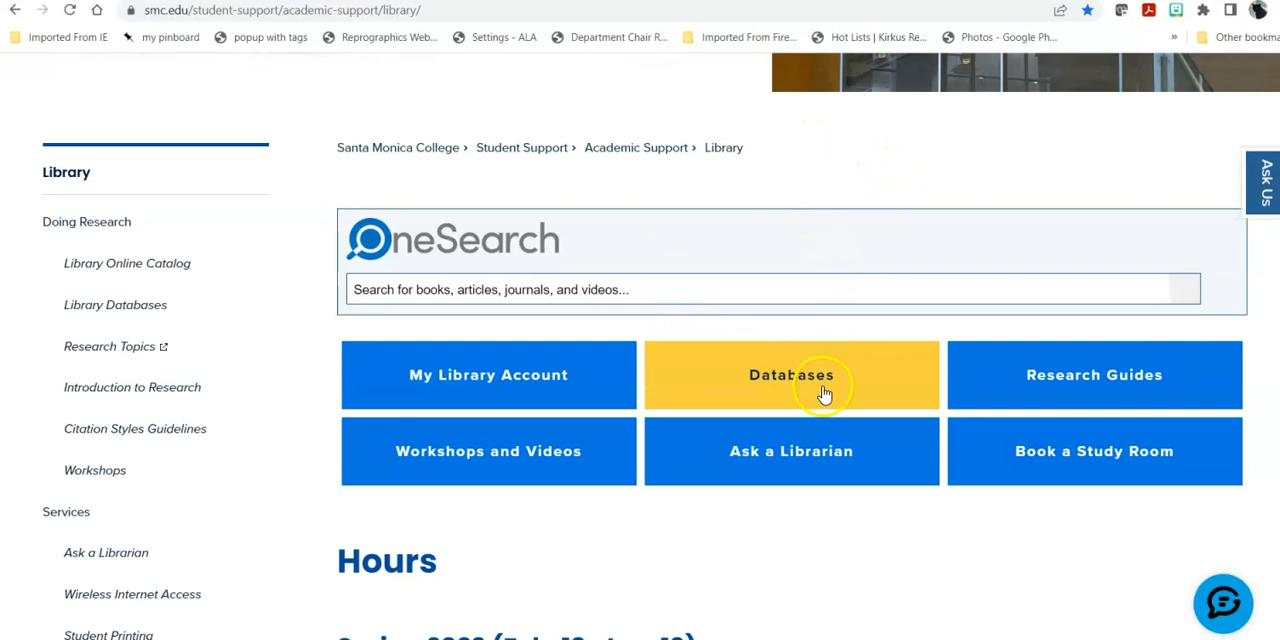 smc.edu/student-support/academic-support/library/
Imported From IE
my pinboard
popup with tags
Reprographics Web...
Settings - ALA
Department Chair R...
Imported From Fire...
Hot Lists | Kirkus Re...
Photos - Google Ph...
»
Other bookma
Santa Monica College › Student Support › Academic Support › Library
Library
Doing Research
Library Online Catalog
Library Databases
Research Topics
Introduction to Research
Citation Styles Guidelines
Workshops
Services
Ask a Librarian
Wireless Internet Access
Student Printing
Ask Us
OneSearch
Search for books, articles, journals, and videos...
My Library Account
Databases
Research Guides
Workshops and Videos
Ask a Librarian
Book a Study Room
Hours